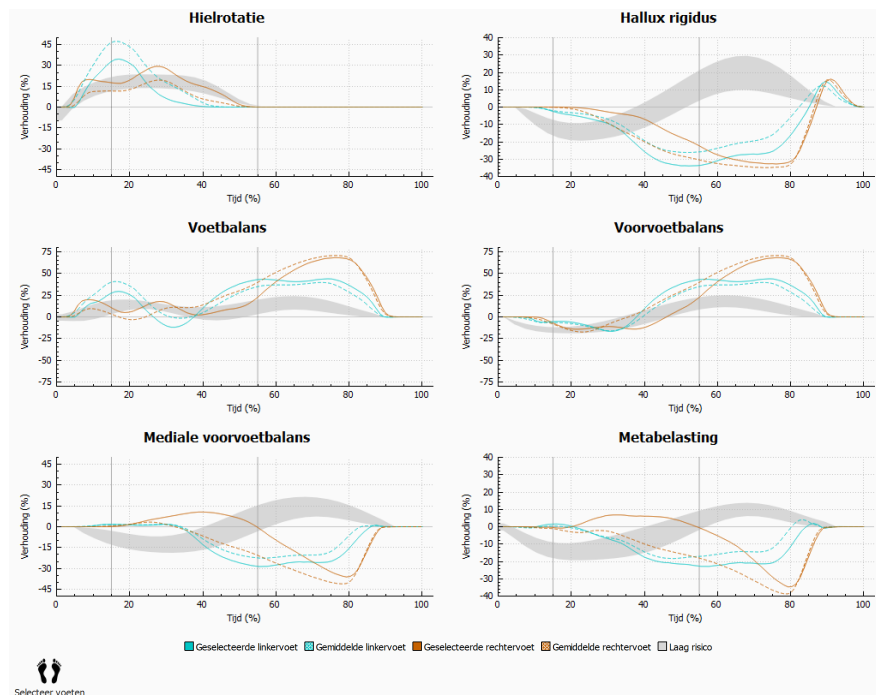 Hielrotatie
Verhouding (%)
45
30
15
0
15
30
45
0 20 40 60 80 100
Tijd (%)
Hallux rigidus
Verhouding (%)
40
30
20
10
0
-10
-20
-30
-40
0 20 40 60 80 100
Tijd (%)
Voetbalans
Verhouding (%)
75
50
25
0
25
50
75
0 20 40 60 80 100
Tijd (%)
Voorvoetbalans
Verhouding (%)
75
50
25
0
25
50
75
0 20 40 60 80 100
Tijd (%)
Mediale voorvoetbalans
Verhouding (%)
45
30
15
0
15
30
45
0 20 40 60 80 100
Tijd (%)
Metabelasting
Verhouding (%)
40
30
20
10
0
-10
-20
-30
-40
0 20 40 60 80 100
Tijd (%)
Geselecteerde linkervoet Gemiddelde linkervoet Geselecteerde rechtervoet Gemiddelde rechtervoet Laag risico
Selecteer voeten